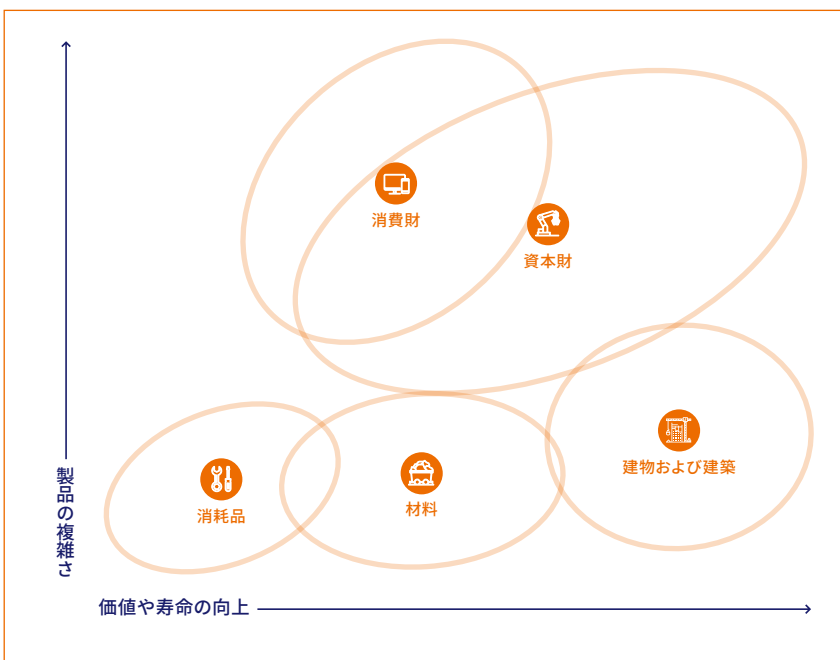 消費財
資本財
建物および建築
材料
消耗品
製品の複雑さ
価値や寿命の向上